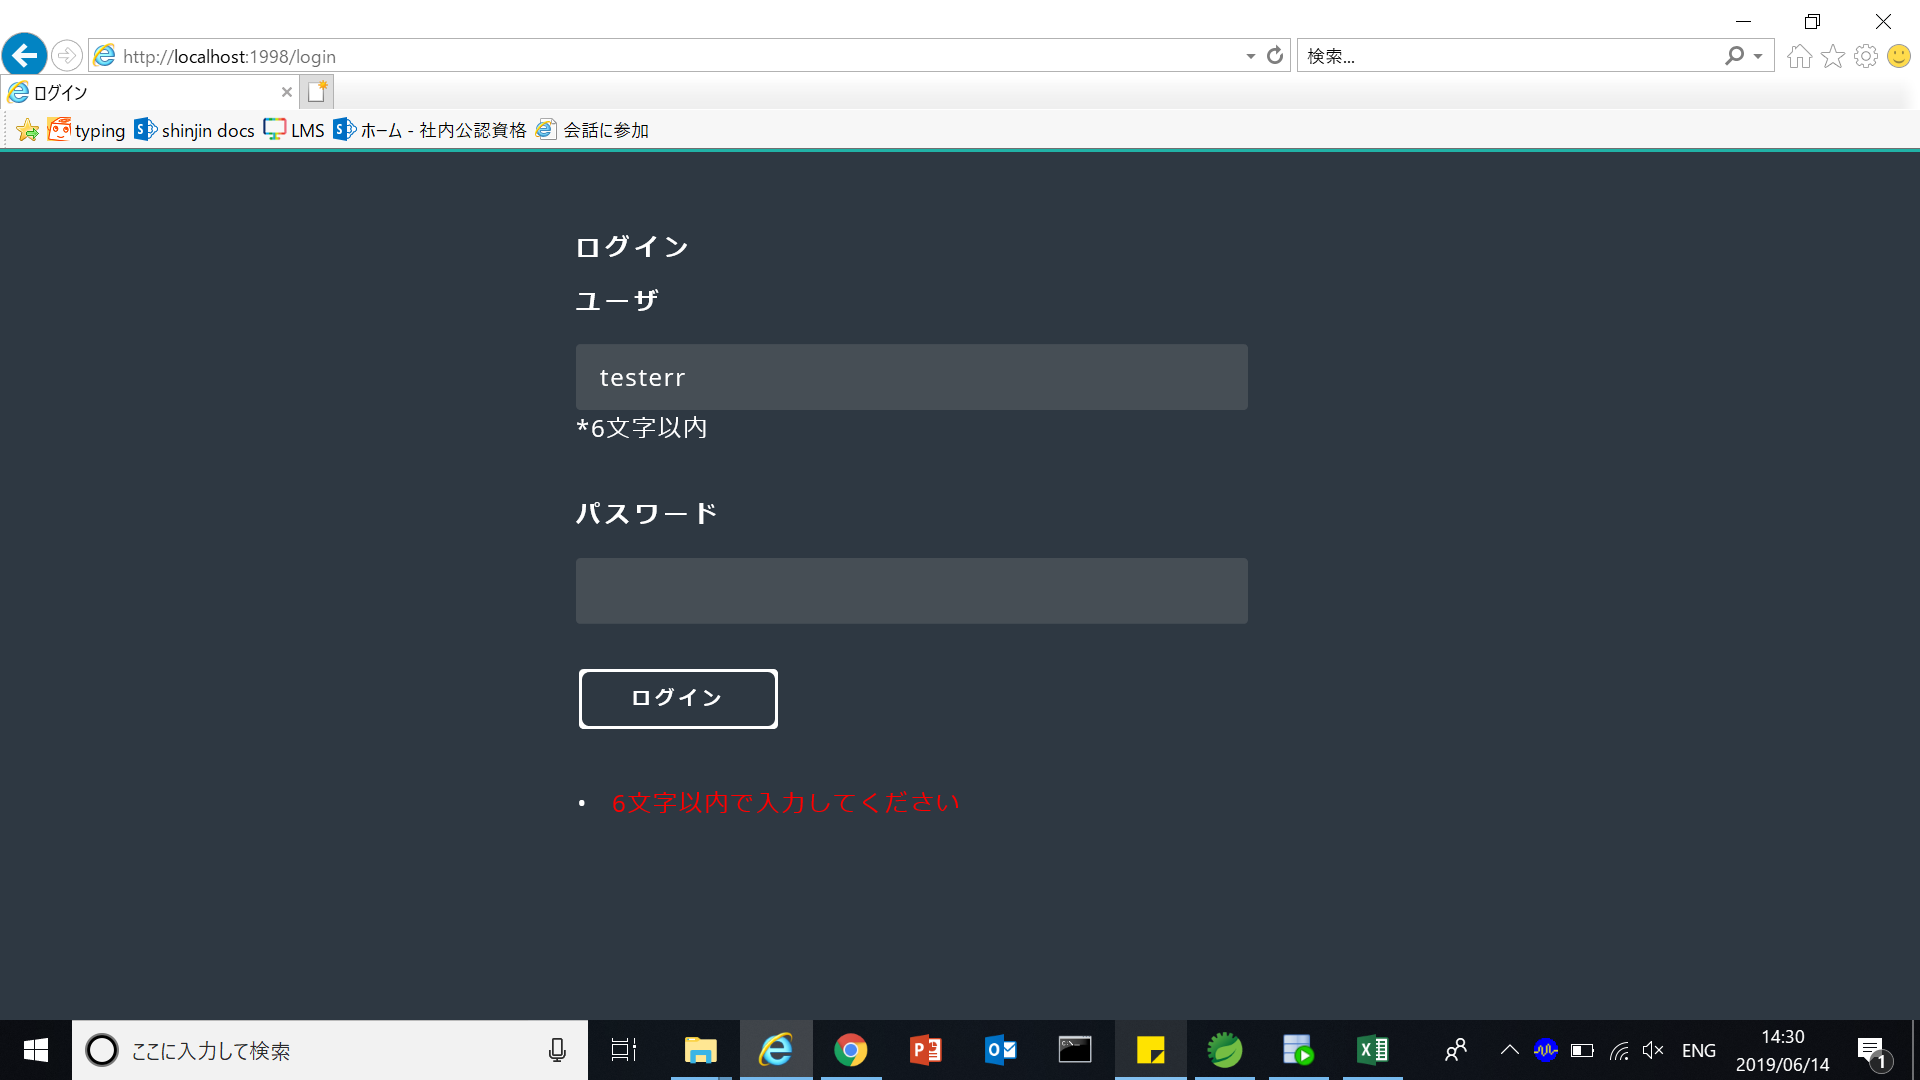 http://localhost:1998/login
検索...
ログイン
typing
shinjin docs
LMS
ホーム - 社内公認資格
会話に参加
ログイン
ユーザ
testerr
*6文字以内
パスワード
ログイン
• 6文字以内で入力してください
ここに入力して検索
ENG
14:30
2019/06/14
1